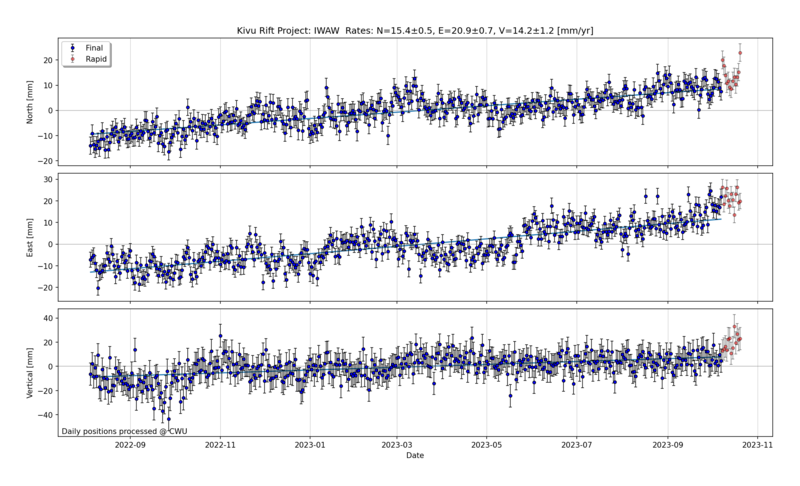 Kivu Rift Project: IWAW Rates: N=15.4±0.5, E=20.9±0.7, V=14.2±1.2 [mm/yr]
Final
Rapid
North [mm]
20
10
0
−10
−20
East [mm]
30
20
10
0
−10
−20
Vertical [mm]
40
20
0
−20
−40
Daily positions processed @ CWU
2022-09 2022-11 2023-01 2023-03 2023-05 2023-07 2023-09 2023-11
Date